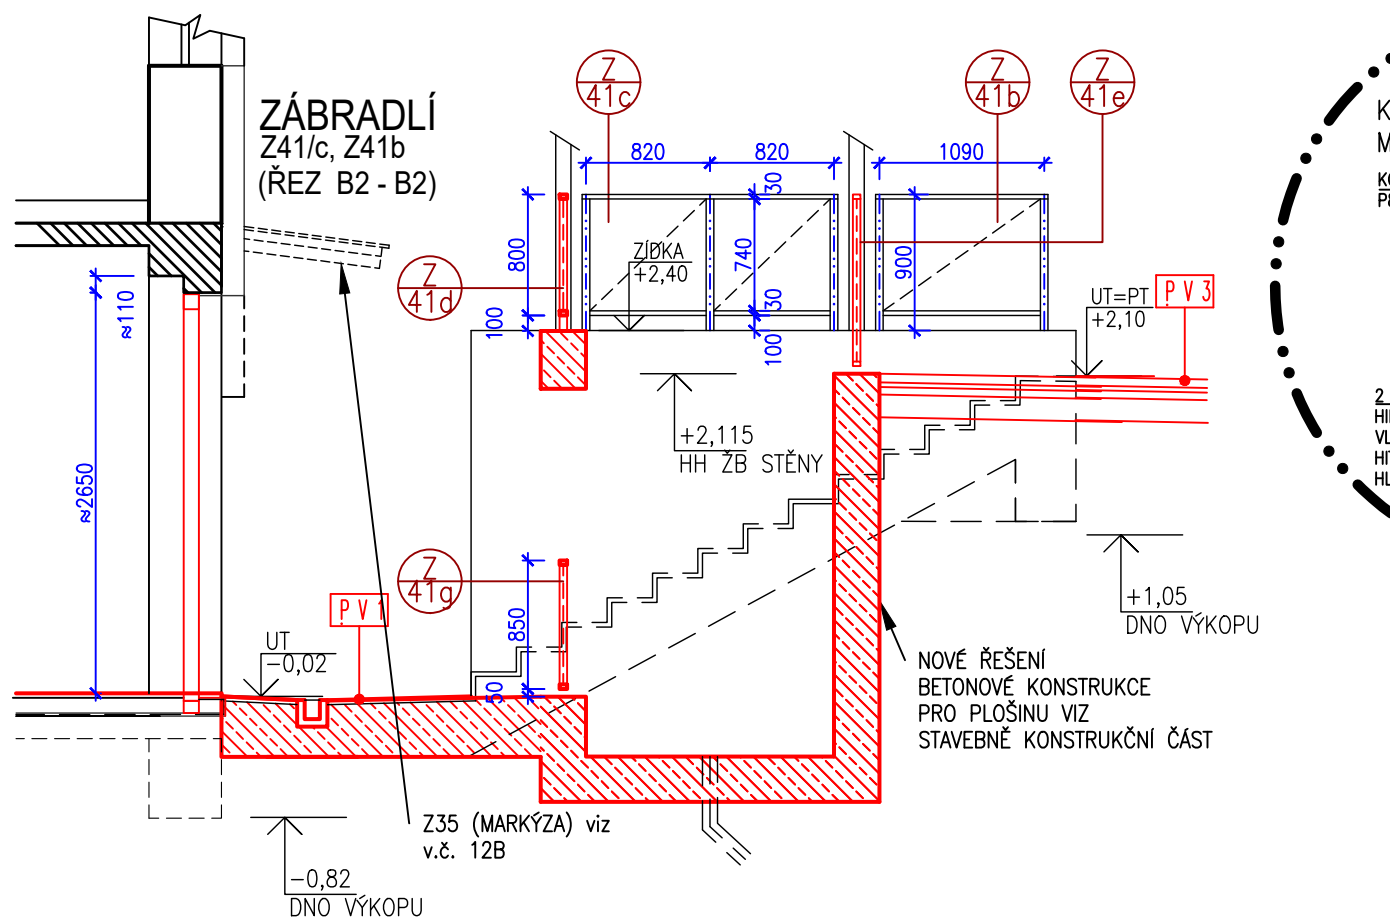 ZÁBRADLÍ
Z41/c, Z41b
(ŘEZ B2 - B2)
Z
41c
Z
41b
Z
41e
820
820
1090
30
800
740
900
ZÍDKA
+2,40
Z
41d
30
100
100
UT=PT
+2,10
P V 3
≈110
≈2650
+2,115
HH ŽB STĚNY
Z
41g
850
50
P V 1
UT
-0,02
+1,05
DNO VÝKOPU
NOVÉ ŘEŠENÍ
BETONOVÉ KONSTRUKCE
PRO PLOŠINU VIZ
STAVEBNĚ KONSTRUKČNÍ ČÁST
Z35 (MARKÝZA) viz
v.č. 12B
-0,82
DNO VÝKOPU
K
M
2